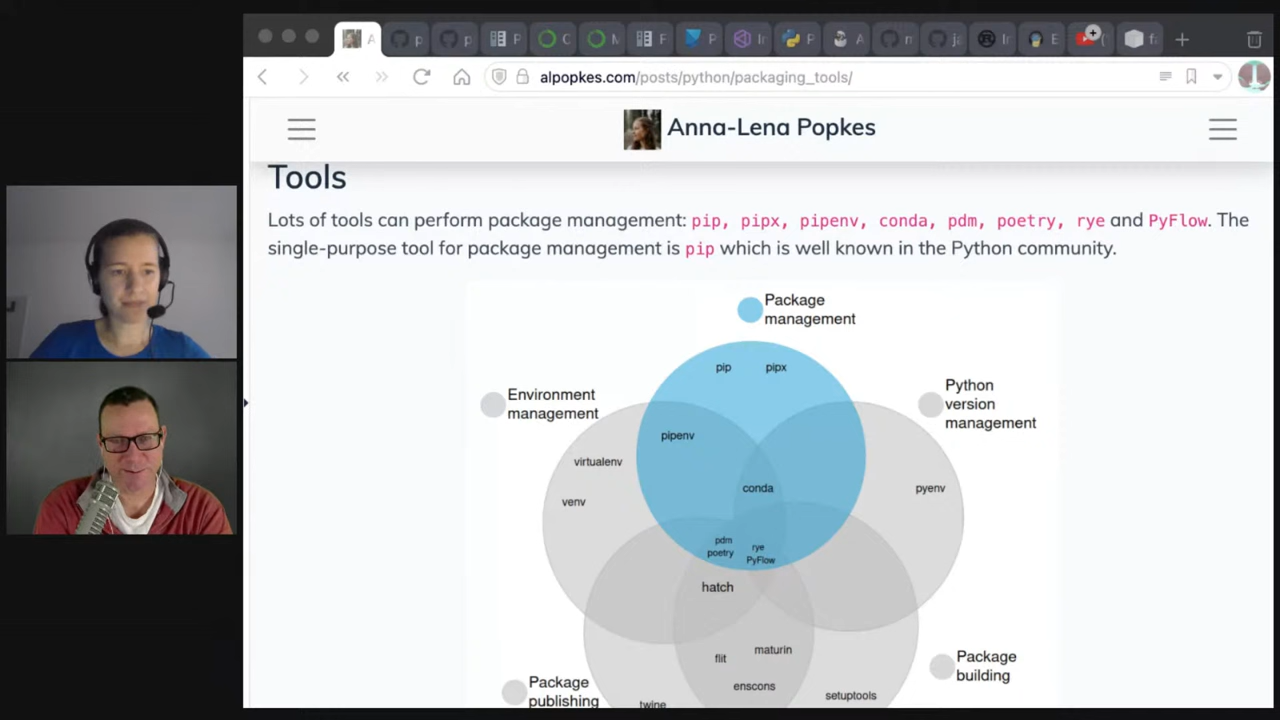 alpopkes.com/posts/python/packaging_tools/
Anna-Lena Popkes
Tools
Lots of tools can perform package management: pip, pipx, pipenv, conda, pdm, poetry, rye and PyFlow. The
single-purpose tool for package management is pip which is well known in the Python community.
Package
management
pip
pipx
Environment
management
Python
version
management
pipenv
virtualenv
conda
pyenv
venv
pdm
poetry
rye
PyFlow
hatch
flit
maturin
enscons
Package
building
Package
publishing
setuptools
twine